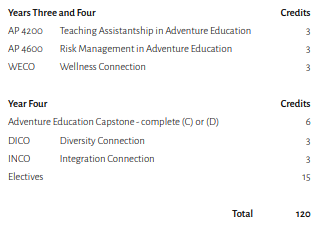 Years Three and Four Credits
AP 4200 Teaching Assistantship in Adventure Education 3
AP 4600 Risk Management in Adventure Education 3
WECO Wellness Connection 3
Year Four Credits
Adventure Education Capstone - complete (C) or (D) 6
DICO Diversity Connection 3
INCO Integration Connection 3
Electives 15
Total 120